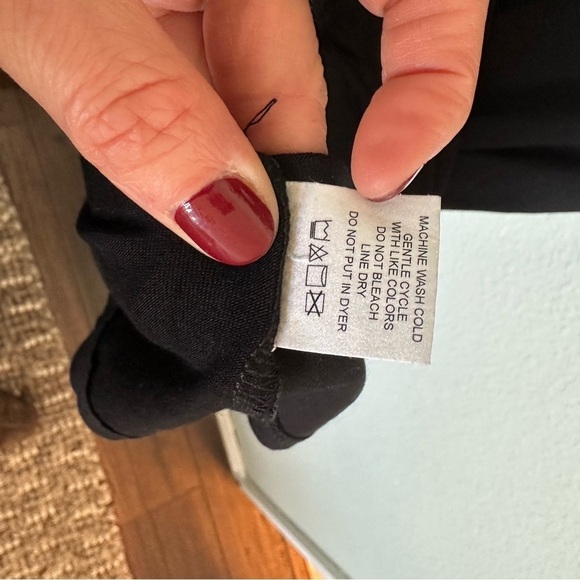 MACHINE WASH COLD
GENTLE CYCLE
WITH LIKE COLORS
DO NOT BLEACH
LINE DRY
DO NOT PUT IN DYER